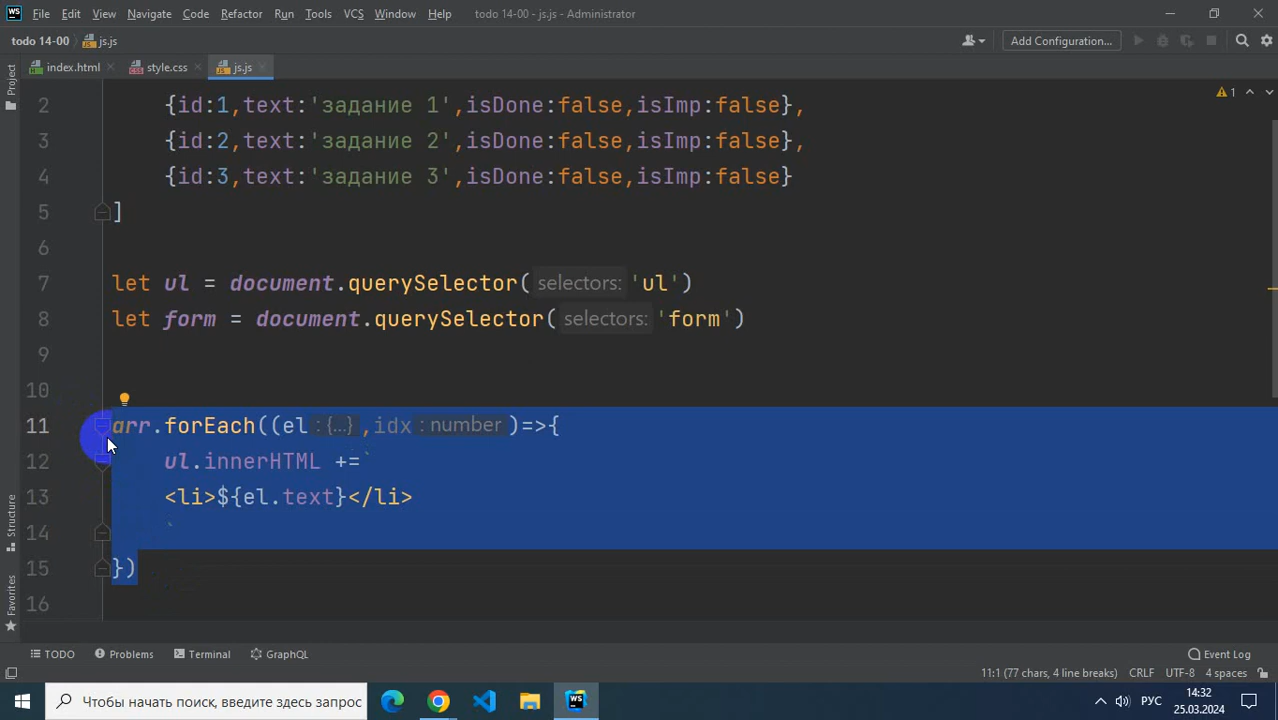 WS File Edit View Navigate Code Refactor Run Tools VCS Window Help todo 14-00 - js.js - Administrator
todo 14-00 js.js Add Configuration...
Project index.html style.css js.js
2 {id:1,text:'задание 1',isDone:false,isImp:false}, 1
3 {id:2,text:'задание 2',isDone:false,isImp:false},
4 {id:3,text:'задание 3',isDone:false,isImp:false}
5 ]
6
7 let ul = document.querySelector( selectors: 'ul')
8 let form = document.querySelector( selectors: 'form')
9
10
11 arr.forEach((el : {...} ,idx : number )=>{
12 ul.innerHTML +=`
13 <li>${el.text}</li>
14 `
15 })
16
Structure
Favorites
TODO Problems Terminal GraphQL Event Log
11:1 (77 chars, 4 line breaks) CRLF UTF-8 4 spaces
Чтобы начать поиск, введите здесь запрос WS РУС 14:32
25.03.2024